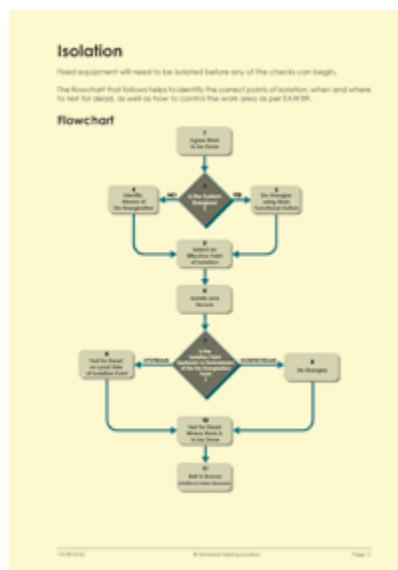 Isolation
Fixed equipment will need to be isolated before any of the checks can begin.
The flowchart that follows helps to identify the correct points of isolation, when and where
to test for dead, as well as how to control the work area as per EAWR89.
Flowchart
1
Agree Work
to be Done
2
Is the System
Energised
?
NO
YES
4
Identify
Means of
De-Energisation
3
De-Energise
using Main
Functional Switch
5
Select an
Effective Point
of Isolation
6
Isolate and
Secure
7
Is the
Isolation Point
Upstream or Downstream
of the De-Energisation
Point
?
UPSTREAM
DOWNSTREAM
8
Test for Dead
on Load Side
of Isolation Point
9
De-Energise
10
Test for Dead
Where Work is
to be Done
11